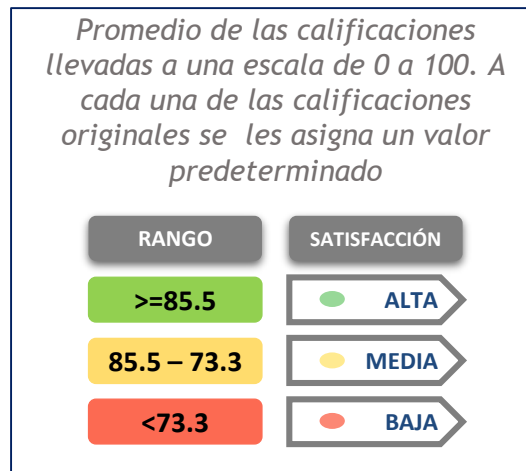 Promedio de las calificaciones
llevadas a una escala de 0 a 100. A
cada una de las calificaciones
originales se les asigna un valor
predeterminado
RANGO SATISFACCIÓN
>=85.5 ALTA
85.5 – 73.3 MEDIA
<73.3 BAJA